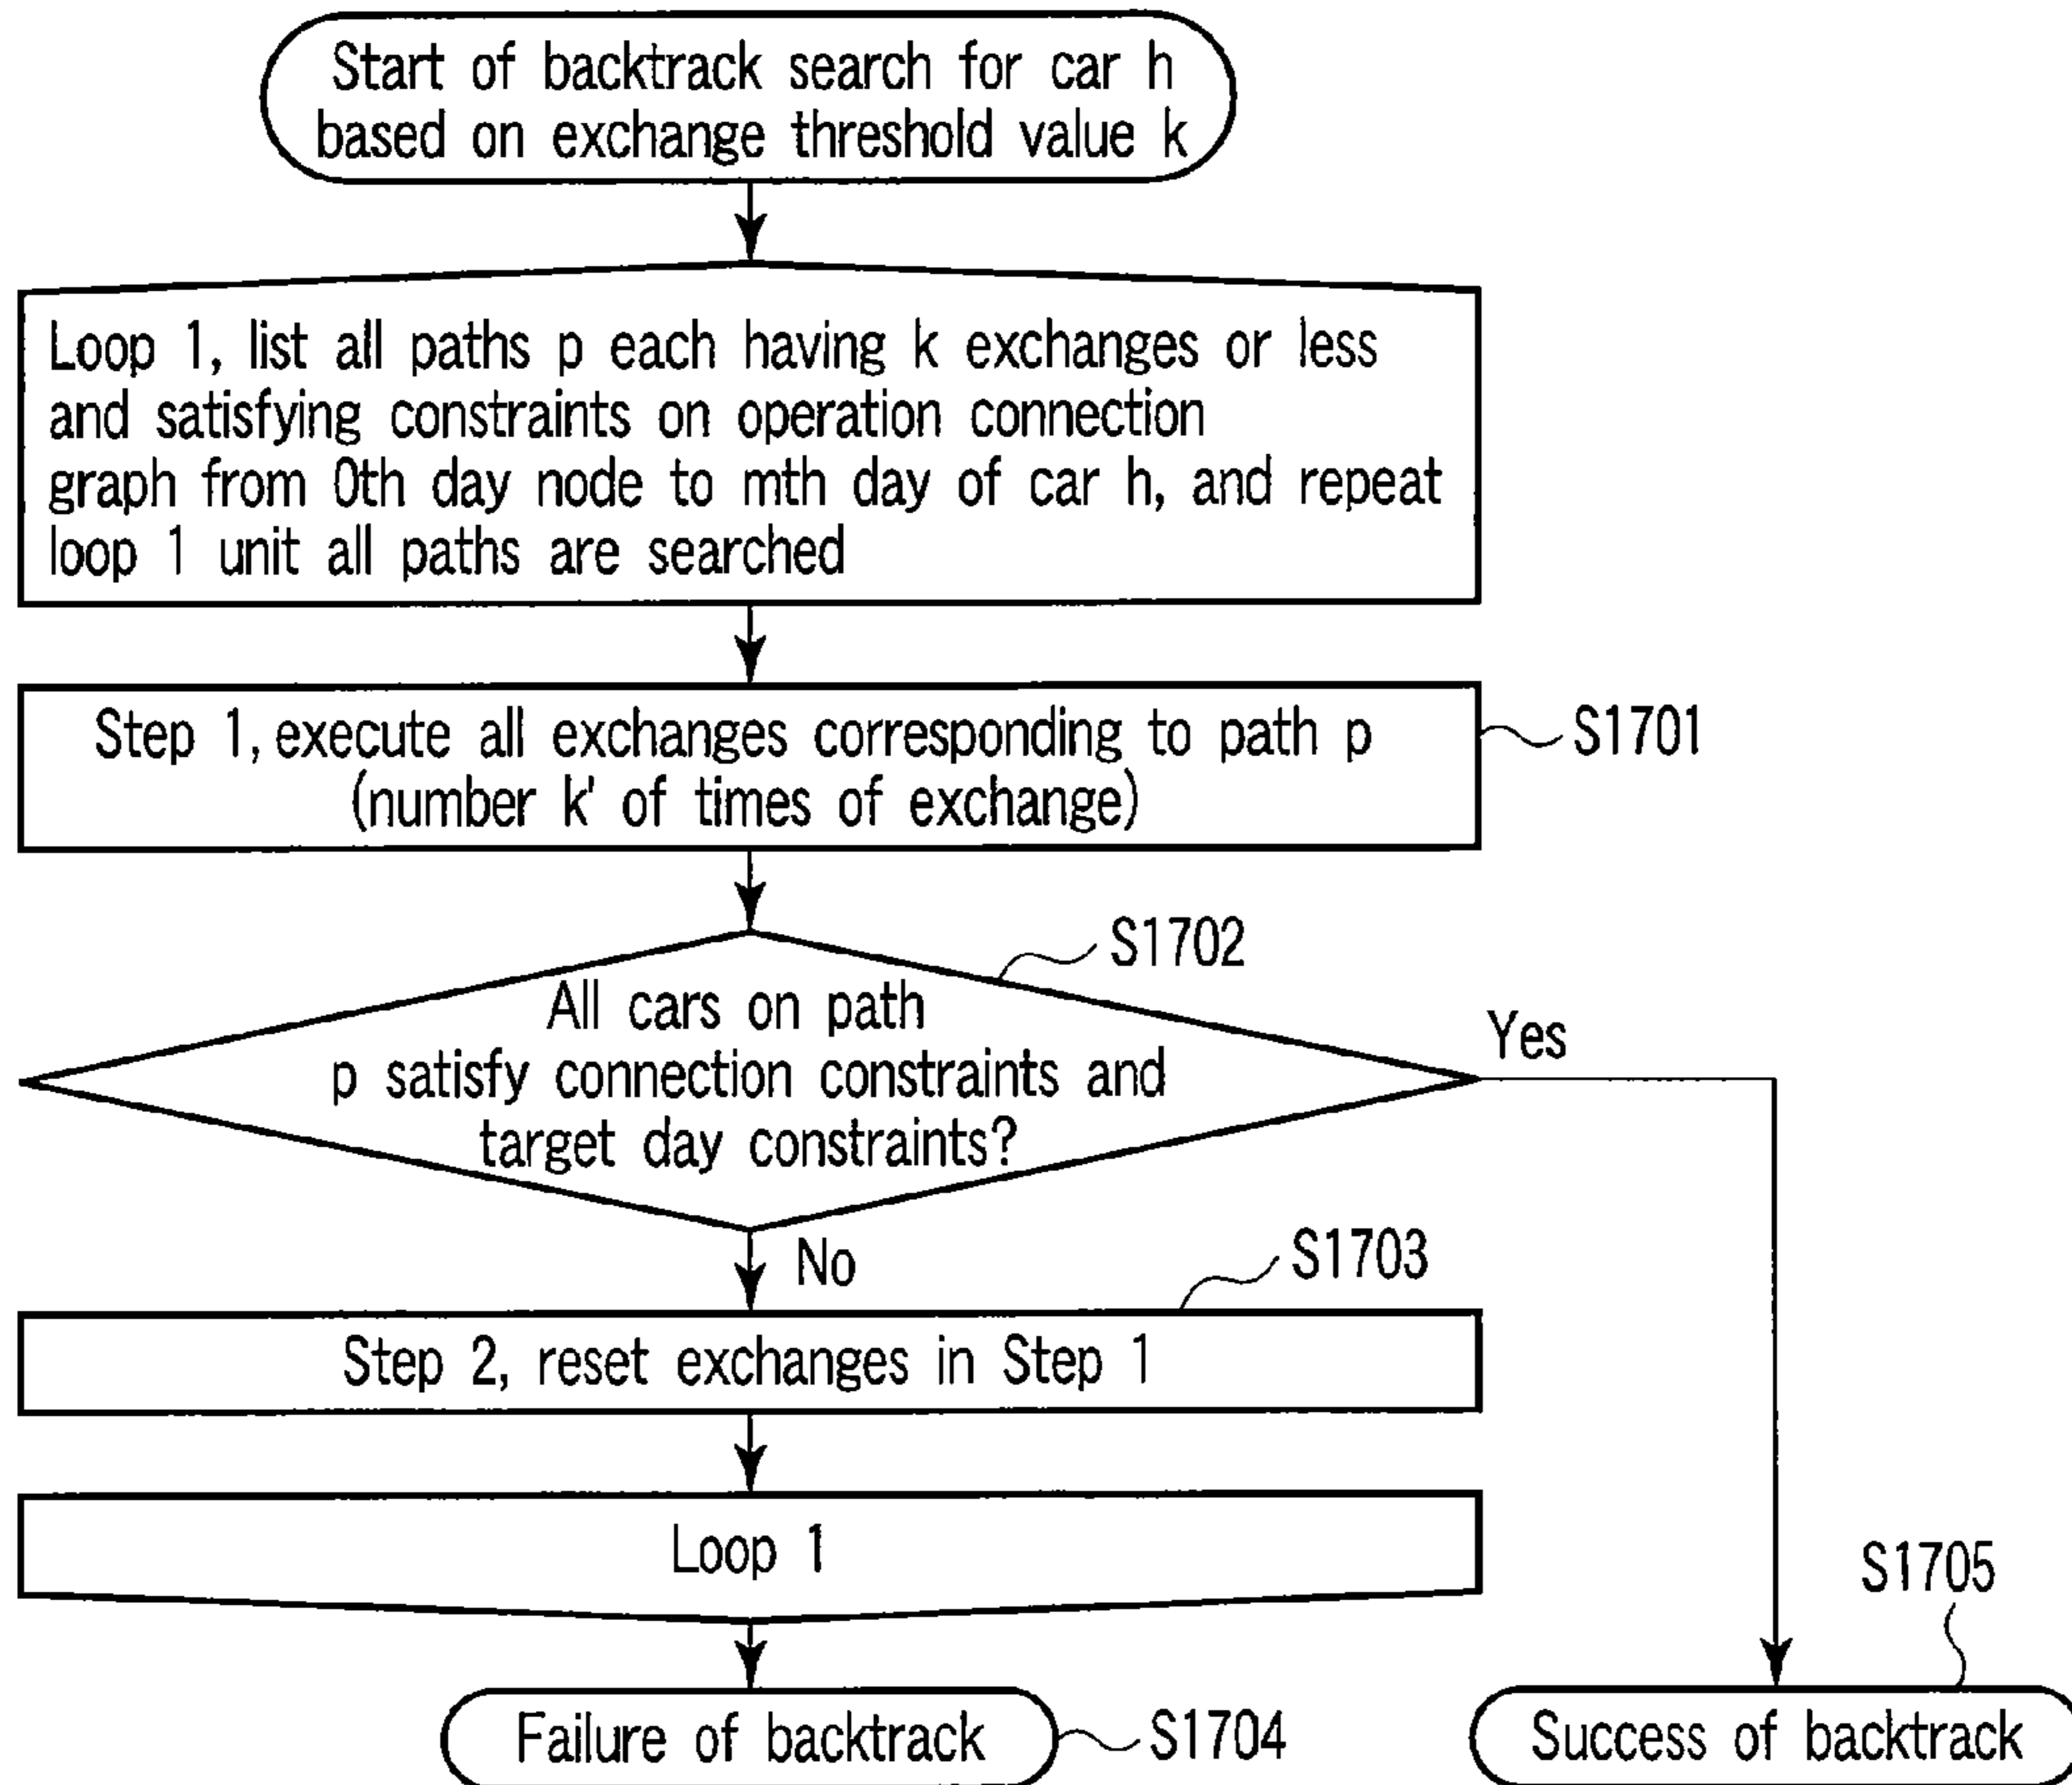 Start of backtrack search for car h
based on exchange threshold value k
Loop 1, list all paths p each having k exchanges or less
and satisfying constraints on operation connection
graph from 0th day node to mth day of car h, and repeat
loop 1 unit all paths are searched
Step 1, execute all exchanges corresponding to path p
(number k' of times of exchange)
S1701
S1702
All cars on path
p satisfy connection constraints and
target day constraints?
Yes
No
S1703
Step 2, reset exchanges in Step 1
Loop 1
S1705
Failure of backtrack
S1704
Success of backtrack